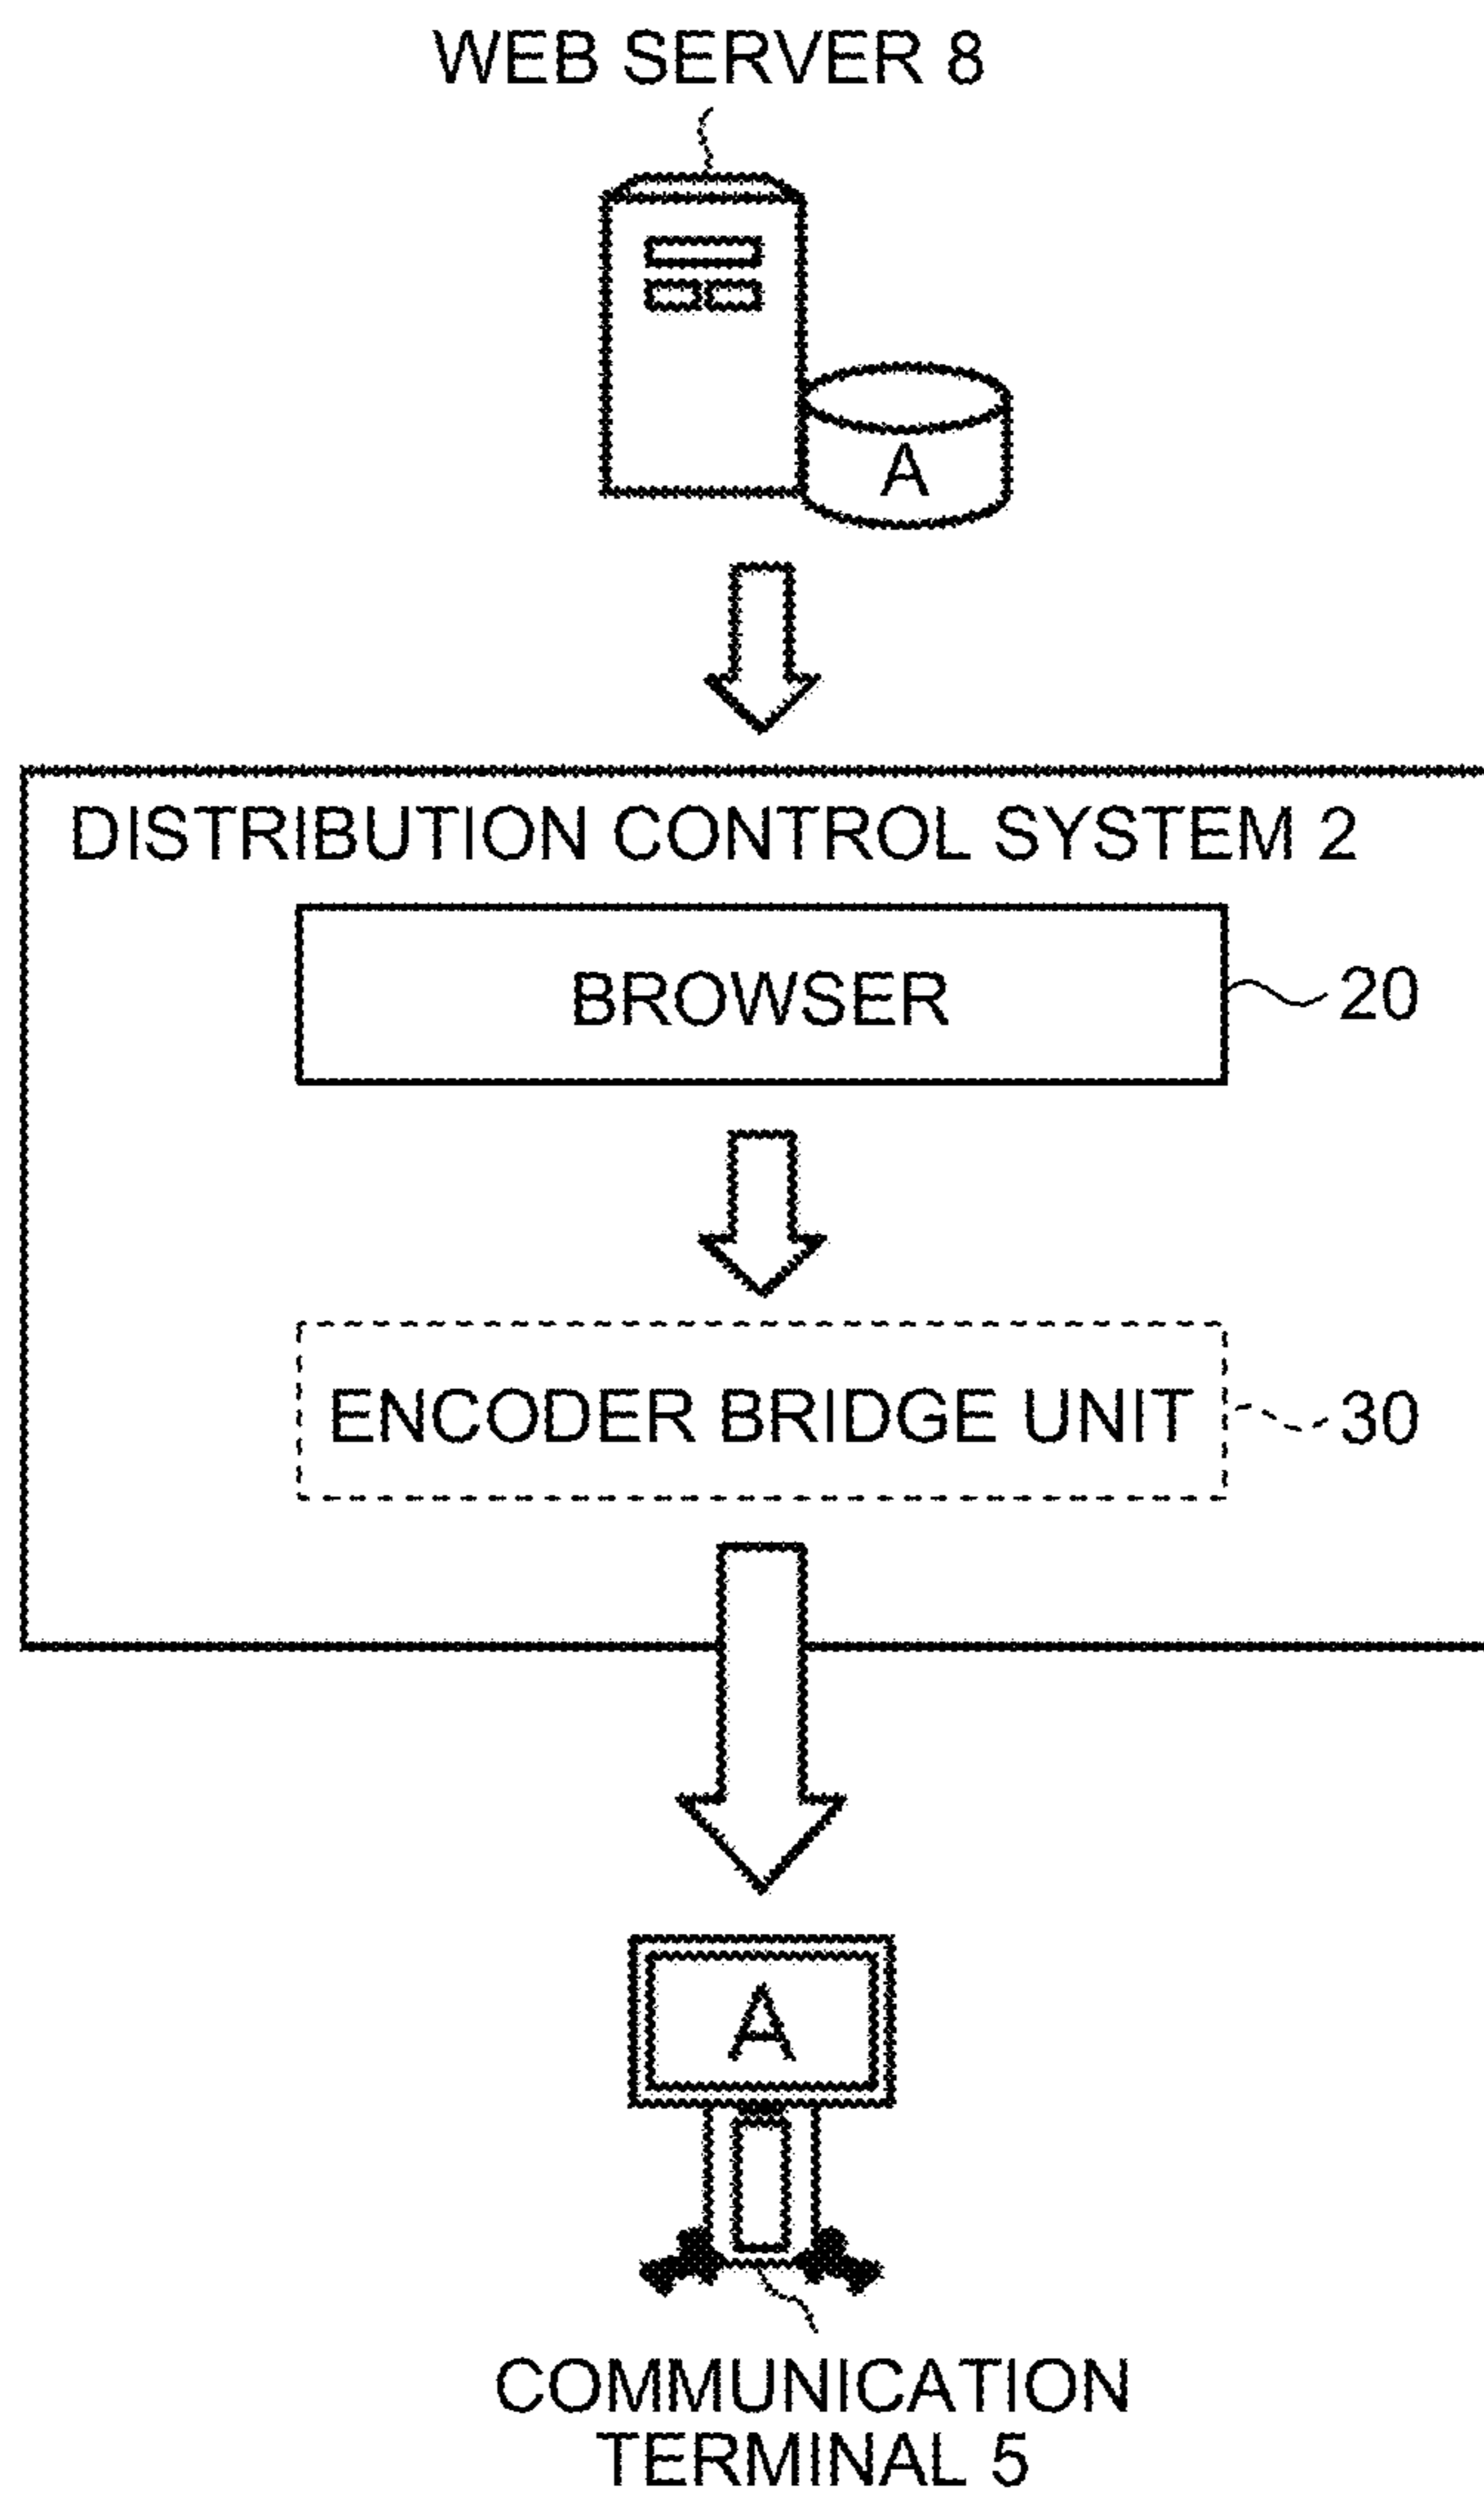 WEB SERVER 8
A
DISTRIBUTION CONTROL SYSTEM 2
BROWSER
20
ENCODER BRIDGE UNIT
30
A
COMMUNICATION
TERMINAL 5